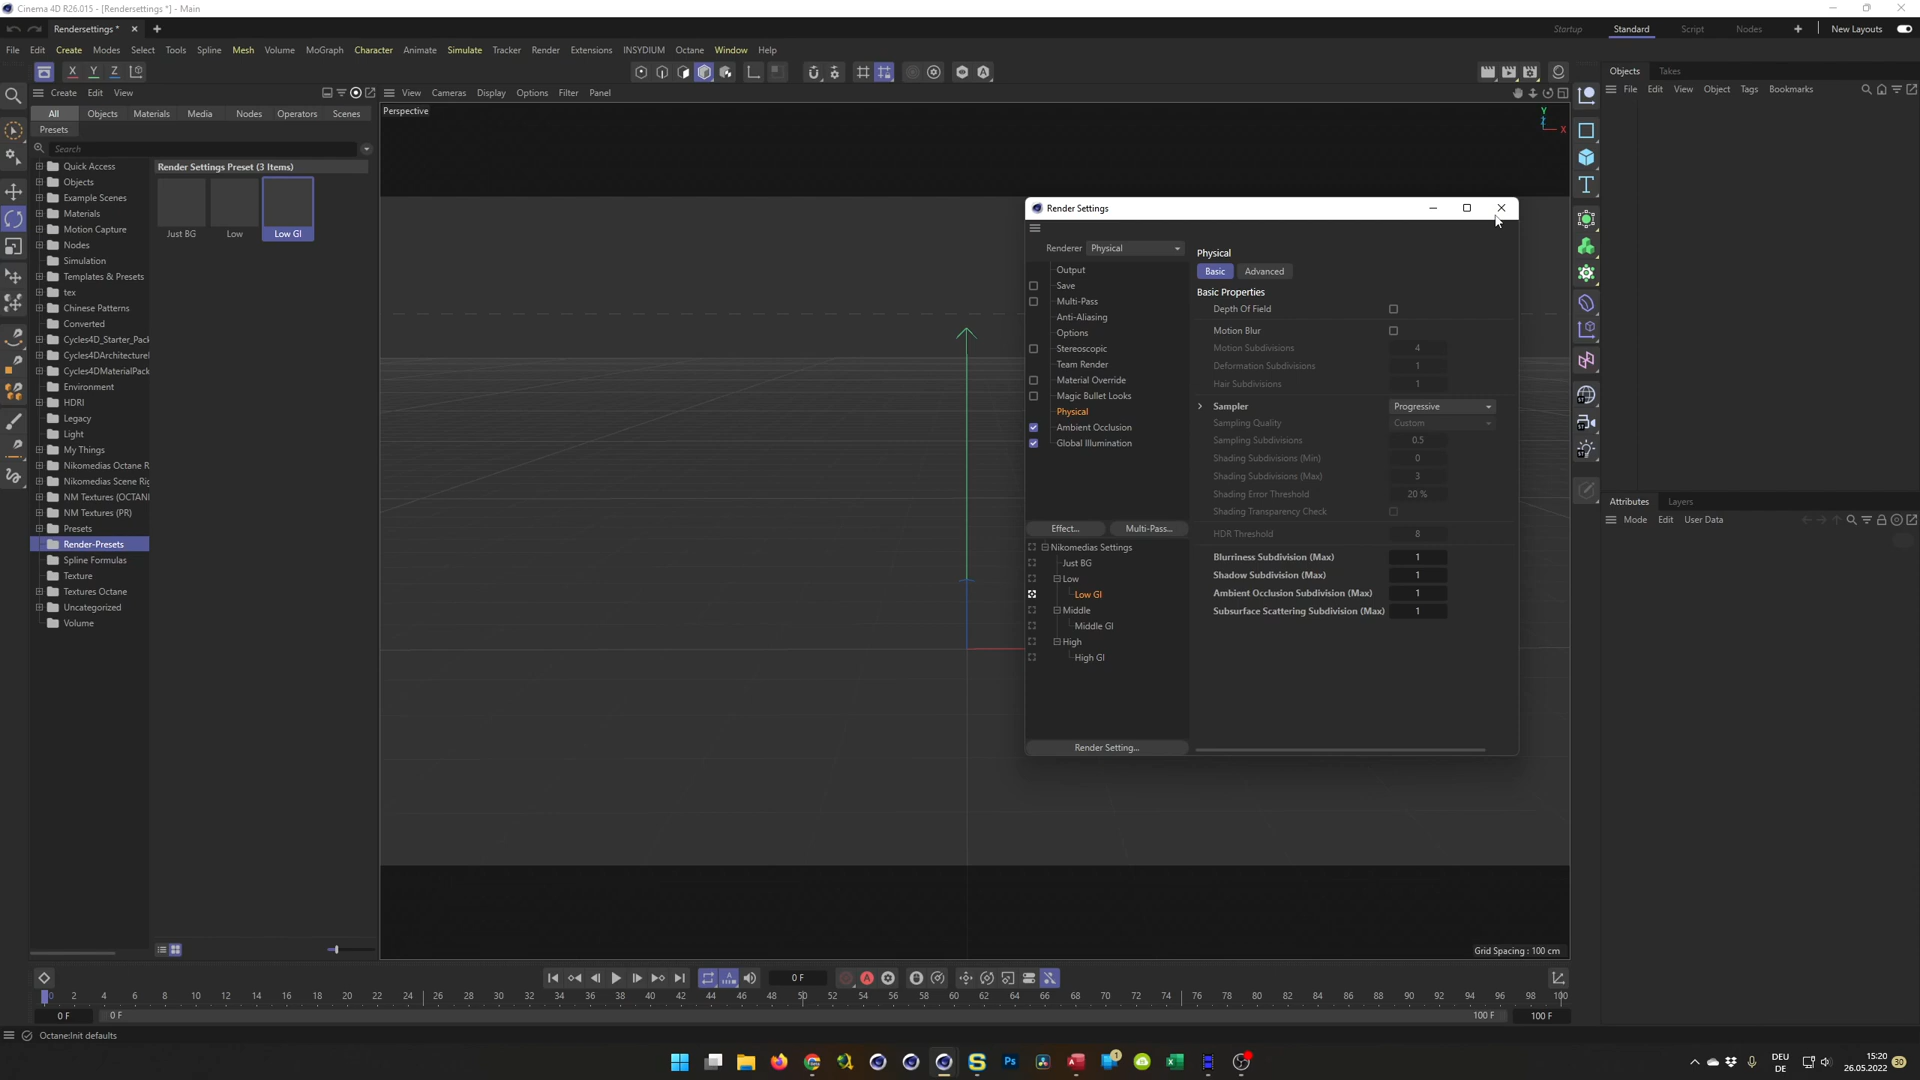 Cinema 4D R26.015 - [Rendersettings *] - Main
Rendersettings *
Startup Standard Script Nodes New Layouts
File Edit Create Modes Select Tools Spline Mesh Volume MoGraph Character Animate Simulate Tracker Render Extensions INSYDIUM Octane Window Help
X Y Z
Objects Takes
Create Edit View
View Cameras Display Options Filter Panel
File Edit View Object Tags Bookmarks
All Objects Materials Media Nodes Operators Scenes
Presets
Search
Perspective
Y
Z
X
Quick Access
Objects
Example Scenes
Materials
Motion Capture
Nodes
Simulation
Templates & Presets
tex
Chinese Patterns
Converted
Cycles4D_Starter_Pack
Cycles4DArchitecturel
Cycles4DMaterialPack
Environment
HDRI
Legacy
Light
My Things
Nikomedias Octane R
Nikomedias Scene Rig
NM Textures (OCTANI
NM Textures (PR)
Presets
Render-Presets
Spline Formulas
Texture
Textures Octane
Uncategorized
Volume
Render Settings Preset (3 Items)
Just BG Low Low GI
Render Settings
Renderer Physical
Output
Save
Multi-Pass
Anti-Aliasing
Options
Stereoscopic
Team Render
Material Override
Magic Bullet Looks
Physical
Ambient Occlusion
Global Illumination
Effect... Multi-Pass...
Nikomedias Settings
Just BG
Low
Low GI
Middle
Middle GI
High
High GI
Render Setting...
Physical
Basic Advanced
Basic Properties
Depth Of Field
Motion Blur
Motion Subdivisions 4
Deformation Subdivisions 1
Hair Subdivisions 1
Sampler Progressive
Sampling Quality Custom
Sampling Subdivisions 0.5
Shading Subdivisions (Min) 0
Shading Subdivisions (Max) 3
Shading Error Threshold 20 %
Shading Transparency Check
HDR Threshold 8
Blurriness Subdivision (Max) 1
Shadow Subdivision (Max) 1
Ambient Occlusion Subdivision (Max) 1
Subsurface Scattering Subdivision (Max) 1
Attributes Layers
Mode Edit User Data
Grid Spacing : 100 cm
0 F
0 2 4 6 8 10 12 14 16 18 20 22 24 26 28 30 32 34 36 38 40 42 44 46 48 50 52 54 56 58 60 62 64 66 68 70 72 74 76 78 80 82 84 86 88 90 92 94 96 98 100
0 F 0 F 100 F 100 F
Octane:Init defaults
DEU
DE
15:20
26.05.2022
30